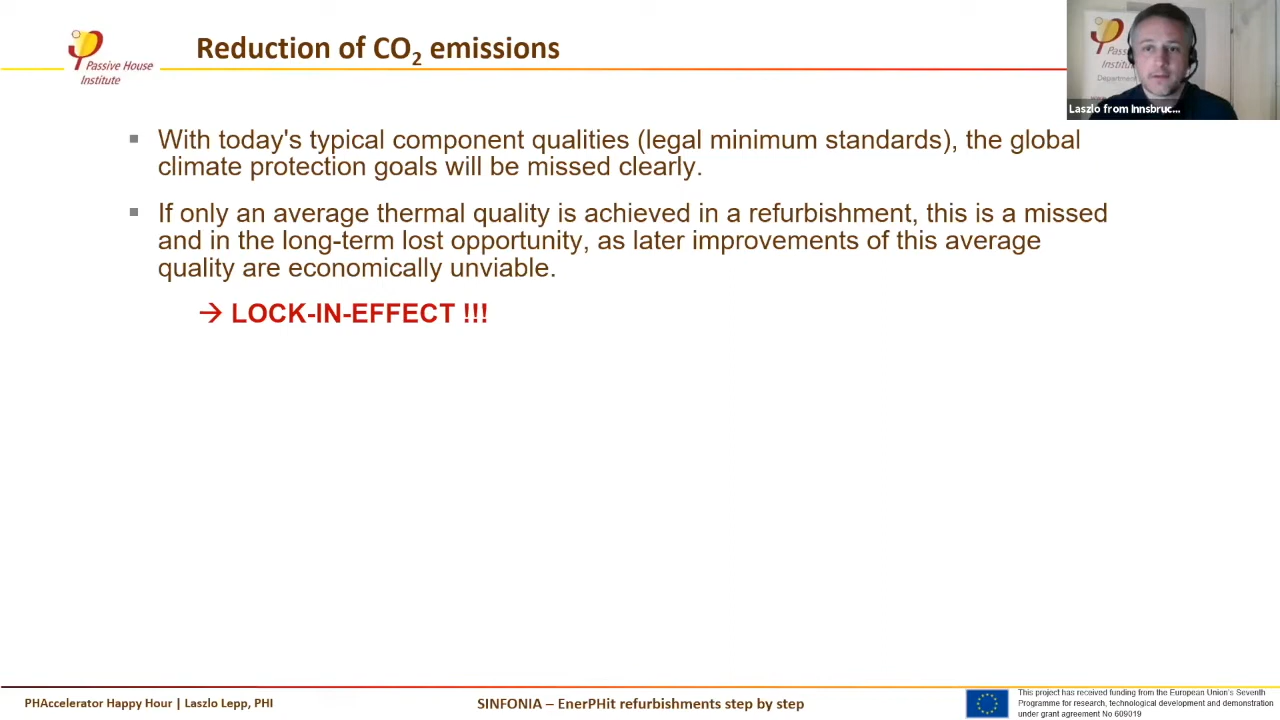 Passive House
Institute
Reduction of CO₂ emissions
Institu
Department
Laszlo from Innsbruc...
▪ With today's typical component qualities (legal minimum standards), the global
climate protection goals will be missed clearly.
▪ If only an average thermal quality is achieved in a refurbishment, this is a missed
and in the long-term lost opportunity, as later improvements of this average
quality are economically unviable.
→ LOCK-IN-EFFECT !!!
PHAccelerator Happy Hour | Laszlo Lepp, PHI
SINFONIA – EnerPHit refurbishments step by step
This project has received funding from the European Union's Seventh
Programme for research, technological development and demonstration
under grant agreement No 609019